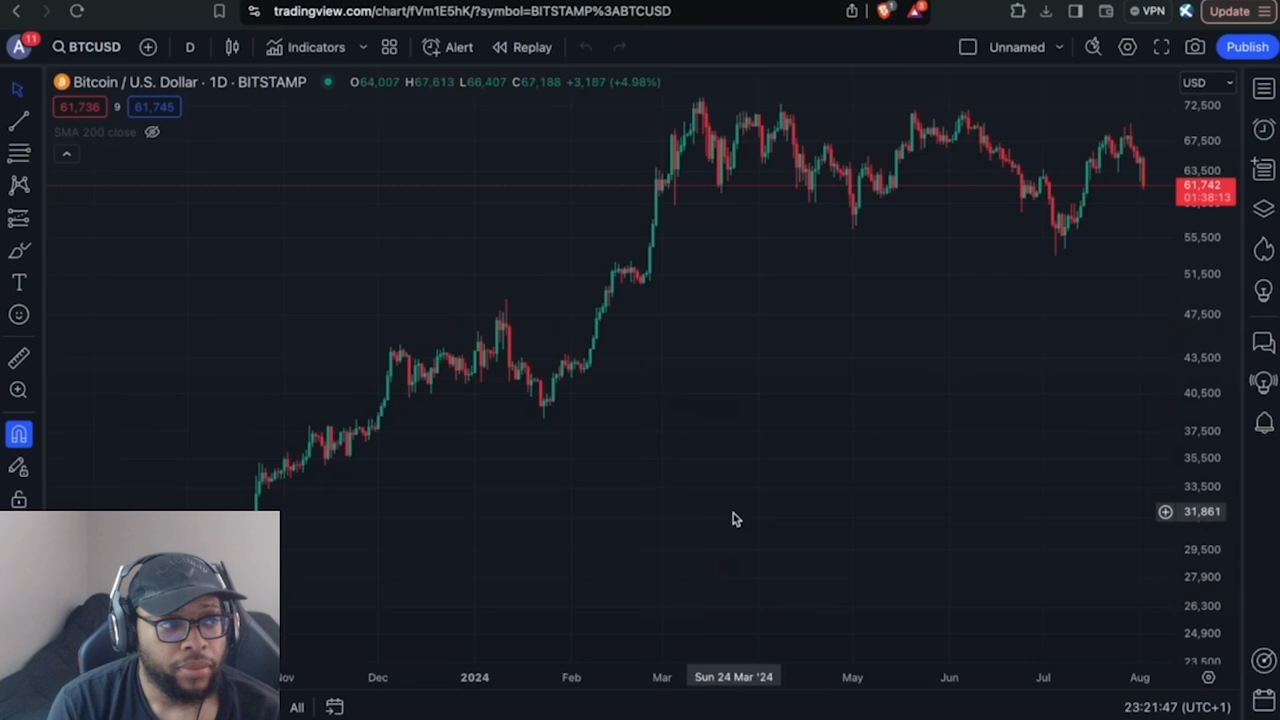 tradingview.com/chart/fVm1E5hK/?symbol=BITSTAMP%3ABTCUSD
1
3
VPN
Update
A
11
BTCUSD
D
Indicators
Alert
Replay
Unnamed
Publish
Bitcoin / U.S. Dollar · 1D · BITSTAMP
O64,007 H67,613 L66,407 C67,188 +3,187 (+4.98%)
USD
61,736
9
61,745
SMA 200 close
72,500
67,500
63,500
61,742
01:38:13
55,500
51,500
47,500
43,500
40,500
37,500
35,500
33,500
31,861
29,500
27,900
26,300
24,900
23,500
Nov
Dec
2024
Feb
Mar
Sun 24 Mar '24
May
Jun
Jul
Aug
All
23:21:47 (UTC+1)